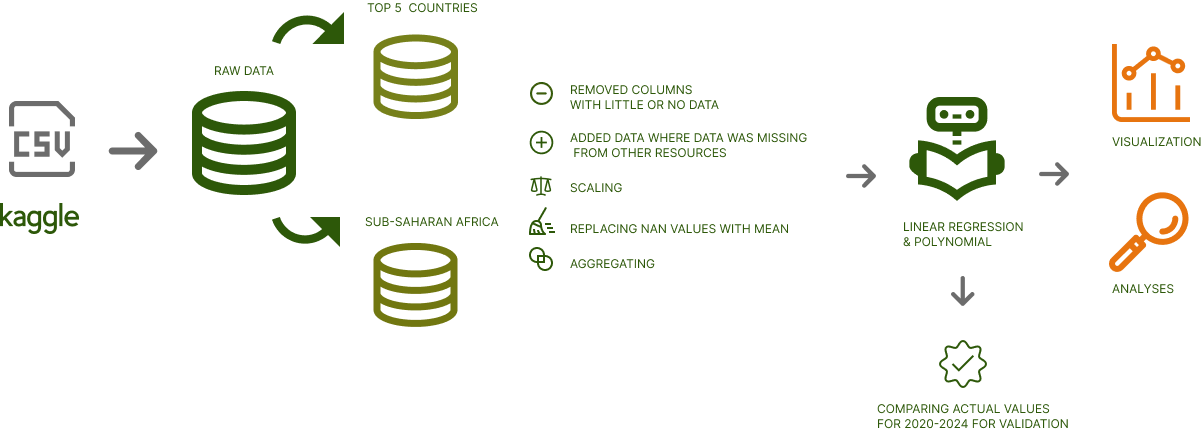 CSV
kaggle
RAW DATA
TOP 5 COUNTRIES
SUB-SAHARAN AFRICA
REMOVED COLUMNS
WITH LITTLE OR NO DATA
ADDED DATA WHERE DATA WAS MISSING
FROM OTHER RESOURCES
SCALING
REPLACING NAN VALUES WITH MEAN
AGGREGATING
LINEAR REGRESSION
& POLYNOMIAL
COMPARING ACTUAL VALUES
FOR 2020-2024 FOR VALIDATION
VISUALIZATION
ANALYSES